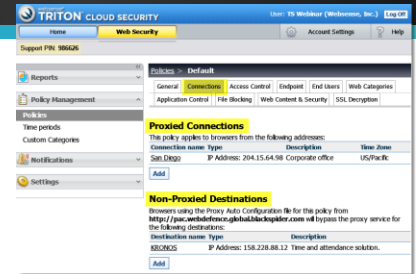 websense
TRITON CLOUD SECURITY
User: TS Webinar (Websense, Inc.) Log Off
Home Web Security Account Settings Help
Support PIN: 986626
Reports
Policy Management
Policies
Time periods
Custom Categories
Notifications
Settings
Policies > Default
General Connections Access Control Endpoint End Users Web Categories
Application Control File Blocking Web Content & Security SSL Decryption
Proxied Connections
This policy applies to browsers from the following addresses:
Connection name Type Description Time Zone
San Diego IP Address: 204.15.64.98 Corporate office US/Pacific
Add
Non-Proxied Destinations
Browsers using the Proxy Auto Configuration file for this policy from
http://pac.webdefence.global.blackspider.com will bypass the proxy service for
the following destinations:
Destination name Type Description
KRONOS IP Address: 158.228.88.12 Time and attendance solution.
Add